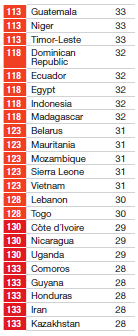 113 Guatemala 33
113 Niger 33
113 Timor-Leste 33
118 Dominican 32
Republic
118 Ecuador 32
118 Egypt 32
118 Indonesia 32
118 Madagascar 32
123 Belarus 31
123 Mauritania 31
123 Mozambique 31
123 Sierra Leone 31
123 Vietnam 31
128 Lebanon 30
128 Togo 30
130 Côte d'Ivoire 29
130 Nicaragua 29
130 Uganda 29
133 Comoros 28
133 Guyana 28
133 Honduras 28
133 Iran 28
133 Kazakhstan 28